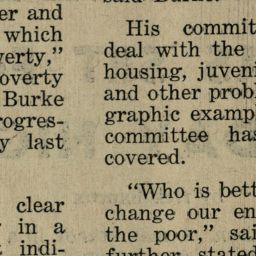 er and
which
verty,"
overty
Burke
rogres-
y last
clear
in a
indi-
said Burke.
His commit
deal with the
housing, juveni
and other prob
graphic examp
committee has
covered.
"Who is bett
change our en
the poor," sai
further stated